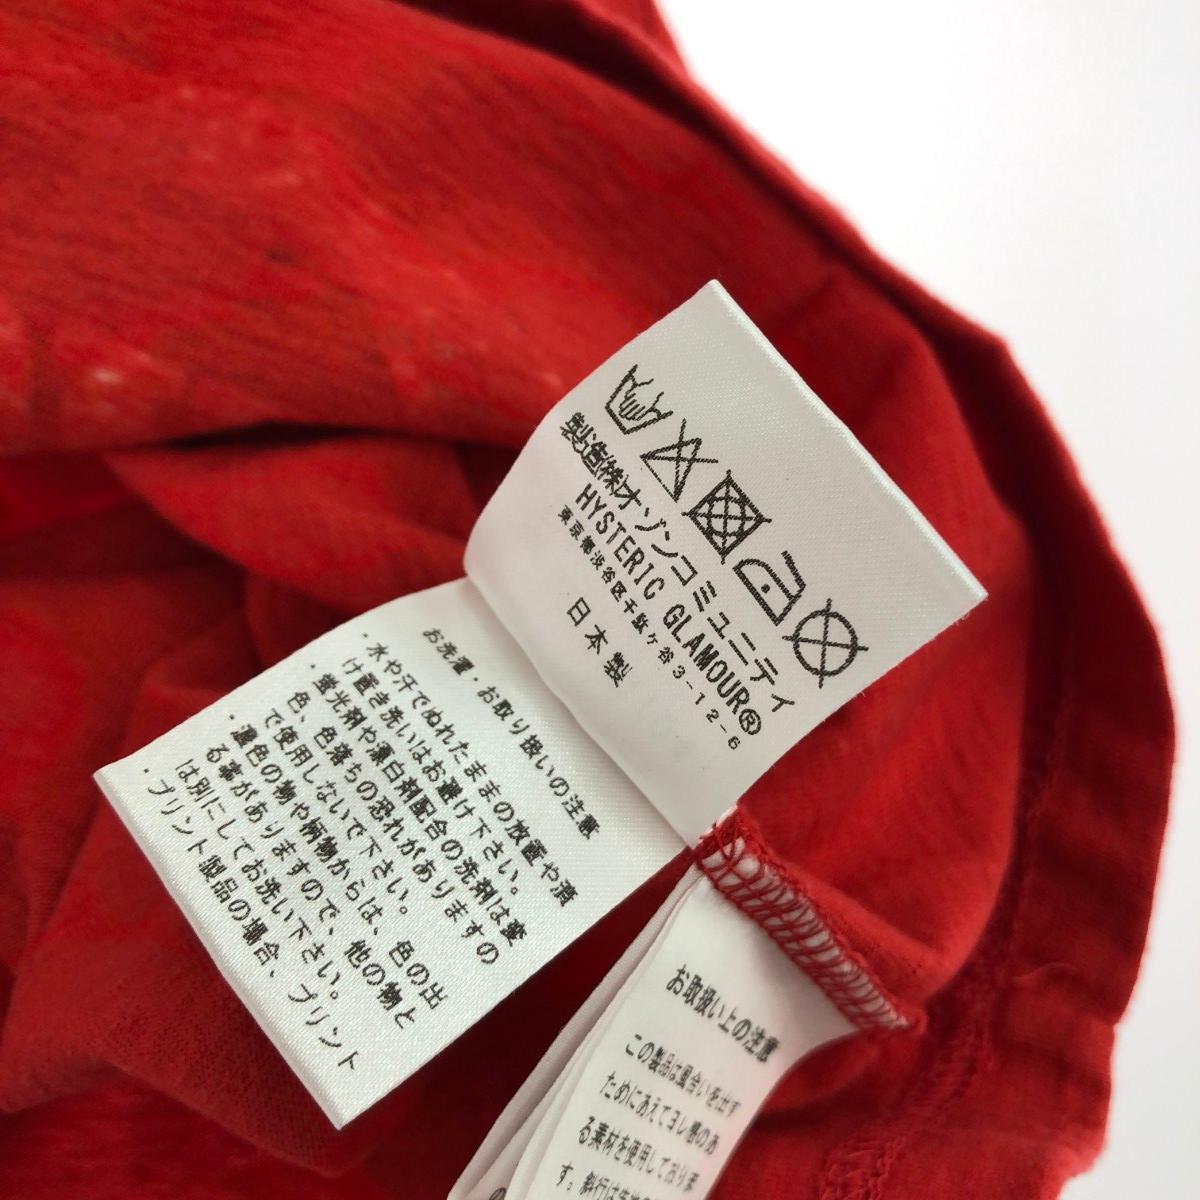 製造(株)オゾンコミュニティ
HYSTERIC GLAMOUR®
東京都渋谷区千駄ヶ谷3-12-6
日本製
お洗濯・お取り扱いの注意
・水や汗でぬれたままの放置や漬
け置き洗いはお避け下さい。
・蛍光剤や漂白剤配合の洗剤は変
色、色落ちの恐れがありますの
で使用しないで下さい。
・濃色の物や柄物からは、色の出
る事がありますので、他の物と
は別にしてお洗い下さい。
・プリント製品の場合、プリント
お取扱い上の注意
この製品は風合いを出す
ためにあえてヨレ感のあ
る素材を使用しておりま
す。斜行は
の